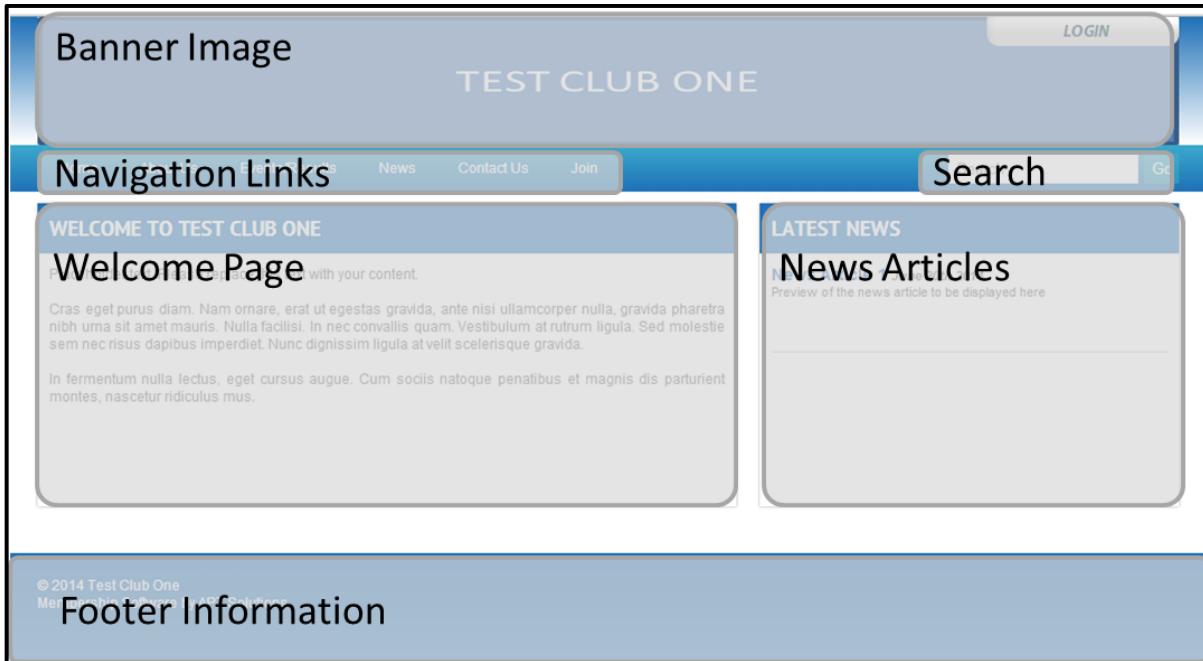 LOGIN
Banner Image
TEST CLUB ONE
Navigation Links
News Contact Us Join
Search
Go
WELCOME TO TEST CLUB ONE
Welcome Page
with your content.
Cras eget purus diam. Nam ornare, erat ut egestas gravida, ante nisi ullamcorper nulla, gravida pharetra
nibh urna sit amet mauris. Nulla facilisi. In nec convallis quam. Vestibulum at rutrum ligula. Sed molestie
sem nec risus dapibus imperdiet. Nunc dignissim ligula at velit scelerisque gravida.
In fermentum nulla lectus, eget cursus augue. Cum sociis natoque penatibus et magnis dis parturient
montes, nascetur ridiculus mus.
LATEST NEWS
News Articles
Preview of the news article to be displayed here
© 2014 Test Club One
Footer Information